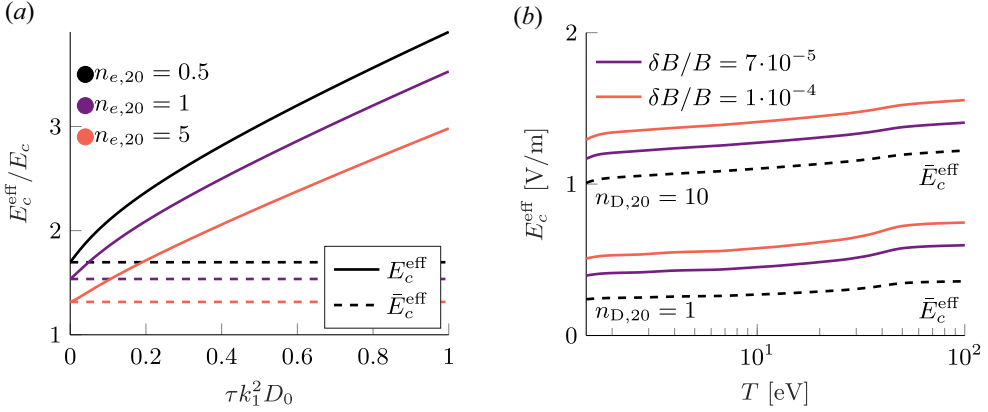 (a)
n_{e,20} = 0.5
n_{e,20} = 1
n_{e,20} = 5
E_c^{eff}
Ē_c^{eff}
E_c^{eff}/E_c
1
2
3
0
0.2
0.4
0.6
0.8
1
τk_1^2D_0
(b)
δB/B = 7·10^{-5}
δB/B = 1·10^{-4}
Ē_c^{eff}
n_{D,20} = 10
n_{D,20} = 1
Ē_c^{eff}
E_c^{eff} [V/m]
0
1
2
10^1
10^2
T [eV]